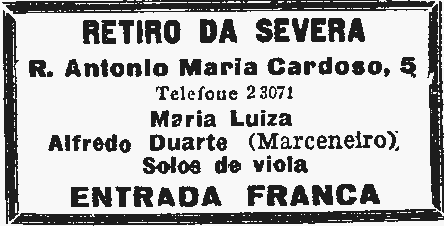 RETIRO DA SEVERA
R. Antonio Maria Cardoso, 5
Telefone 23071
Maria Luiza
Alfredo Duarte (Marceneiro),
Solos de viola
ENTRADA FRANCA